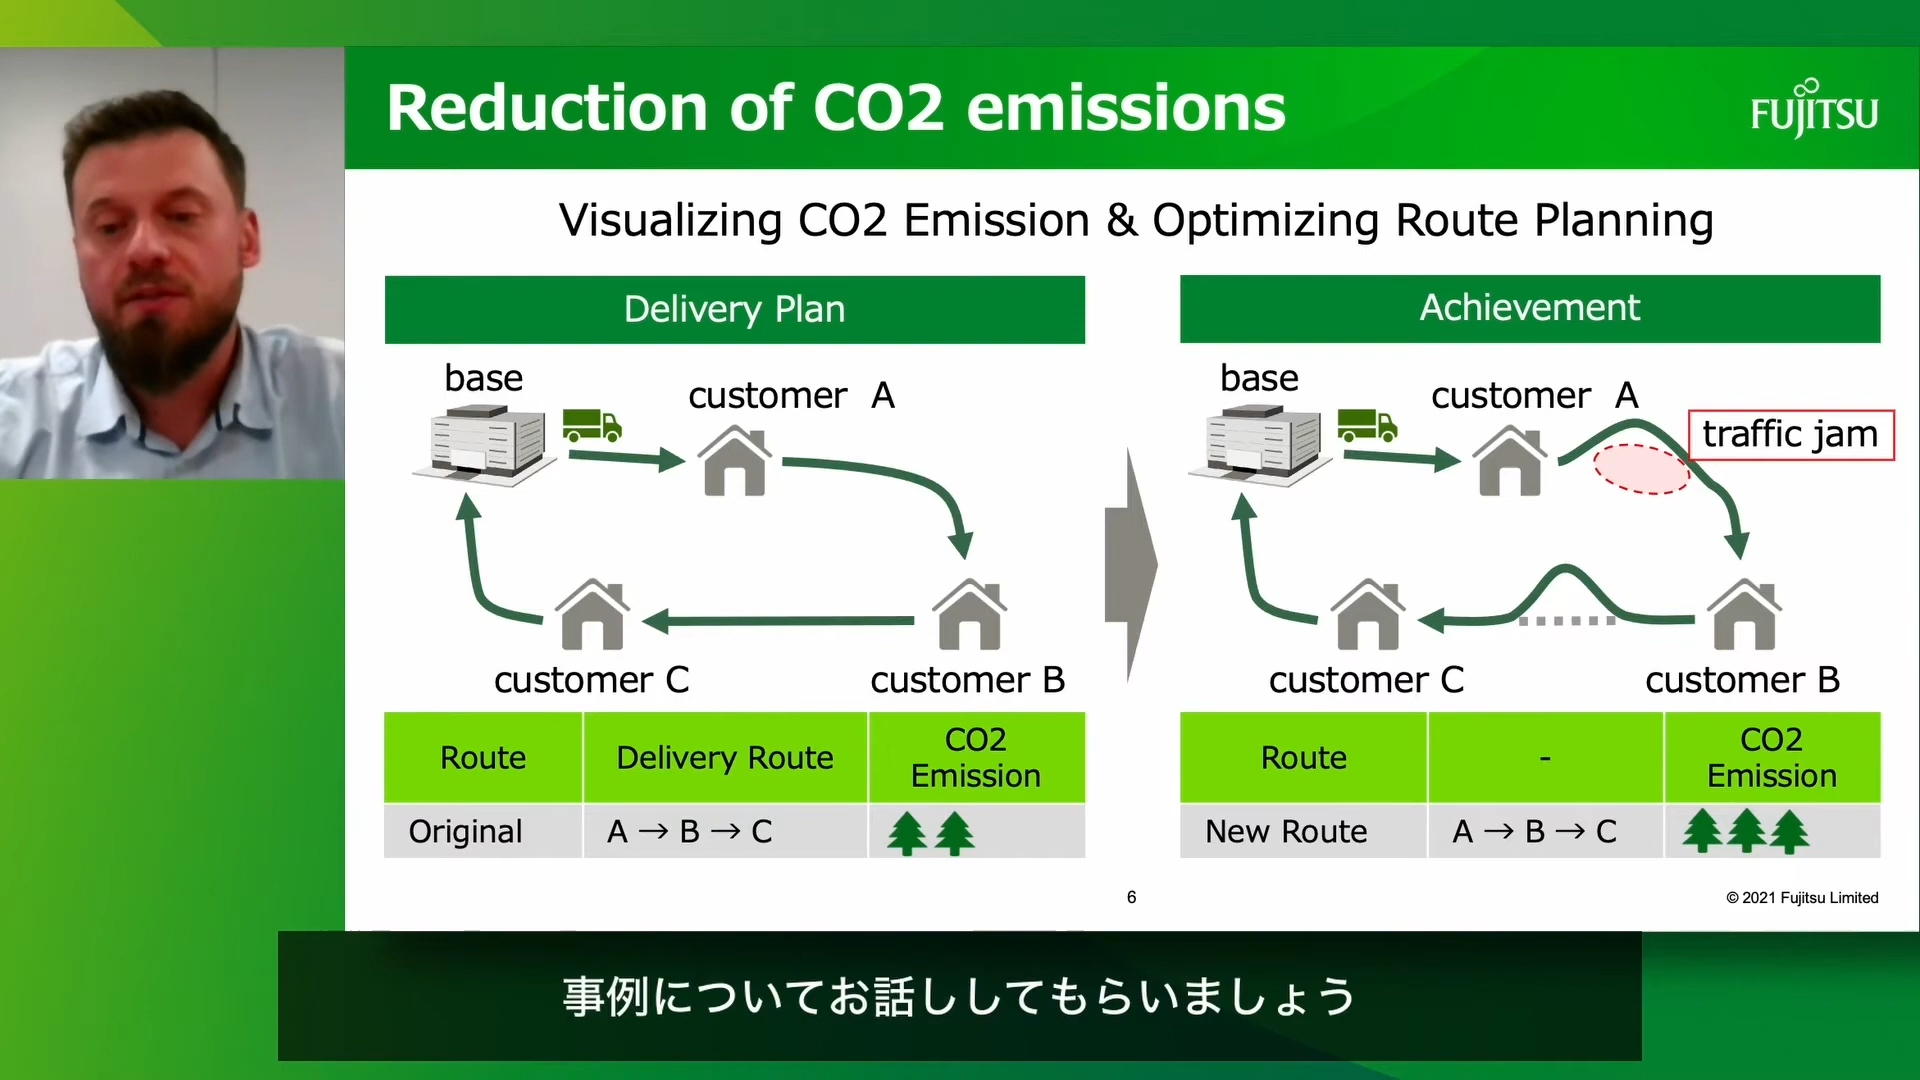 Reduction of CO2 emissions
FUJITSU
Visualizing CO2 Emission & Optimizing Route Planning
Delivery Plan
base
customer A
customer C
customer B
Route
Delivery Route
CO2
Emission
Original
A → B → C
Achievement
base
customer A
traffic jam
customer C
customer B
Route
-
CO2
Emission
New Route
A → B → C
6
© 2021 Fujitsu Limited
事例についてお話ししてもらいましょう